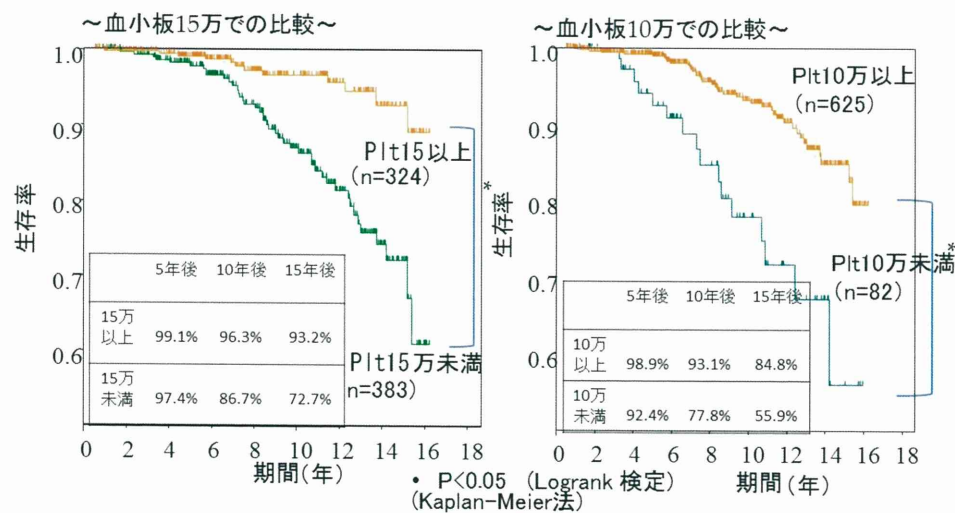 ～血小板15万での比較～
1.0
0.9
0.8
0.7
0.6
生存率
Plt15以上
(n=324)
*
Plt15万未満
n=383)
5年後 10年後 15年後
15万
以上 99.1% 96.3% 93.2%
15万
未満 97.4% 86.7% 72.7%
0 2 4 6 8 10 12 14 16 18
期間(年)
～血小板10万での比較～
1.0
0.9
0.8
0.7
0.6
生存率
Plt10万以上
(n=625)
Plt10万未満
*
(n=82)
5年後 10年後 15年後
10万
以上 98.9% 93.1% 84.8%
10万
未満 92.4% 77.8% 55.9%
0 2 4 6 8 10 12 14 16 18
期間(年)
• P<0.05 (Logrank 検定)
(Kaplan-Meier法)